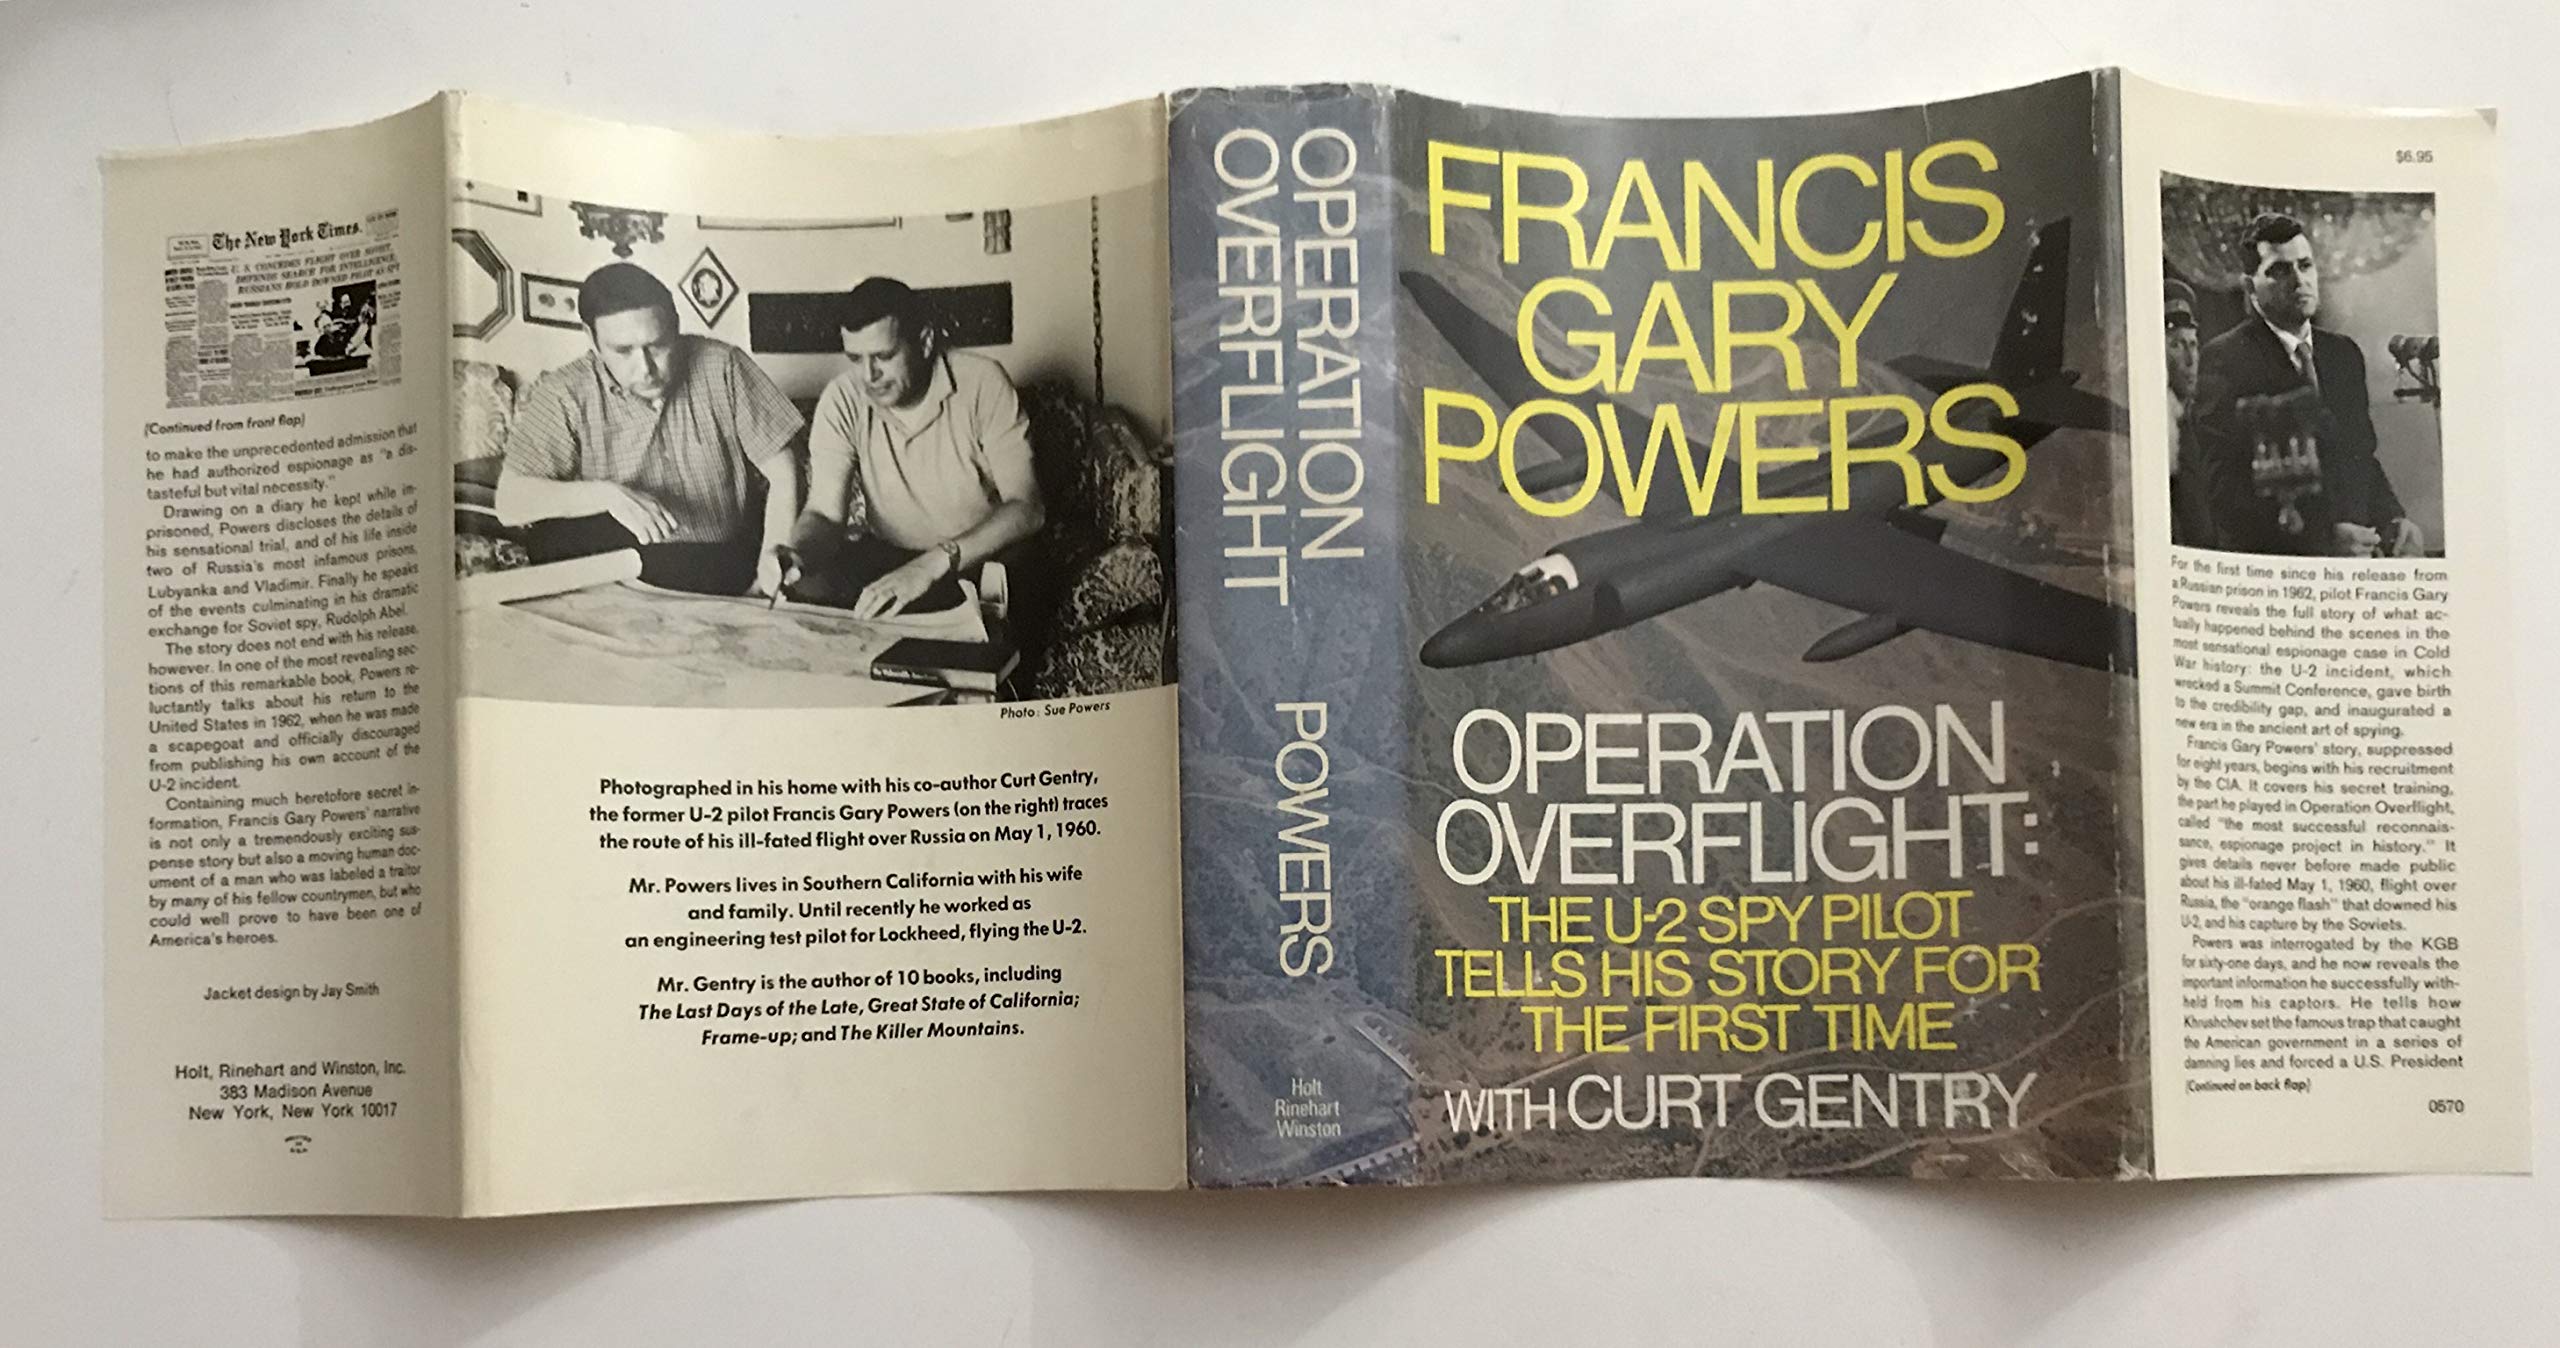 The New York Times.
U. S. CONCEDES FLIGHT OVER SOVIET,
DEFENDS SEARCH FOR INTELLIGENCE;
RUSSIANS HOLD DOWNED PILOT AS SPY
(Continued from front flap)
to make the unprecedented admission that
he had authorized espionage as "a dis-
tasteful but vital necessity."
Drawing on a diary he kept while im-
prisoned, Powers discloses the details of
his sensational trial, and of his life inside
two of Russia's most infamous prisons,
Lubyanka and Vladimir. Finally he speaks
of the events culminating in his dramatic
exchange for Soviet spy, Rudolph Abel.
The story does not end with his release,
however. In one of the most revealing sec-
tions of this remarkable book, Powers re-
luctantly talks about his return to the
United States in 1962, when he was made
a scapegoat and officially discouraged
from publishing his own account of the
U-2 incident.
Containing much heretofore secret in-
formation, Francis Gary Powers' narrative
is not only a tremendously exciting sus-
pense story but also a moving human doc-
ument of a man who was labeled a traitor
by many of his fellow countrymen, but who
could well prove to have been one of
America's heroes.
Jacket design by Jay Smith
Holt, Rinehart and Winston, Inc.
383 Madison Avenue
New York, New York 10017
Photo: Sue Powers
Photographed in his home with his co-author Curt Gentry,
the former U-2 pilot Francis Gary Powers (on the right) traces
the route of his ill-fated flight over Russia on May 1, 1960.
Mr. Powers lives in Southern California with his wife
and family. Until recently he worked as
an engineering test pilot for Lockheed, flying the U-2.
Mr. Gentry is the author of 10 books, including
The Last Days of the Late, Great State of California;
Frame-up; and The Killer Mountains.
OPERATION
OVERFLIGHT
POWERS
Holt
Rinehart
Winston
FRANCIS
GARY
POWERS
OPERATION
OVERFLIGHT:
THE U-2 SPY PILOT
TELLS HIS STORY FOR
THE FIRST TIME
WITH CURT GENTRY
$6.95
For the first time since his release from
a Russian prison in 1962, pilot Francis Gary
Powers reveals the full story of what ac-
tually happened behind the scenes in the
most sensational espionage case in Cold
War history: the U-2 incident, which
wrecked a Summit Conference, gave birth
to the credibility gap, and inaugurated a
new era in the ancient art of spying.
Francis Gary Powers' story, suppressed
for eight years, begins with his recruitment
by the CIA. It covers his secret training,
the part he played in Operation Overflight,
called "the most successful reconnais-
sance, espionage project in history." It
gives details never before made public
about his ill-fated May 1, 1960, flight over
Russia, the "orange flash" that downed his
U-2, and his capture by the Soviets.
Powers was interrogated by the KGB
for sixty-one days, and he now reveals the
important information he successfully with-
held from his captors. He tells how
Khrushchev set the famous trap that caught
the American government in a series of
damning lies and forced a U.S. President
(Continued on back flap)
0570